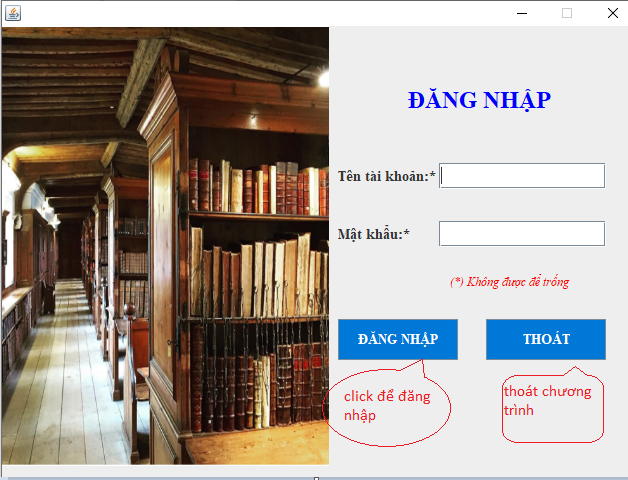 ĐĂNG NHẬP
Tên tài khoản:*
Mật khẩu:*
(*) Không được để trống
ĐĂNG NHẬP
THOÁT
click để đăng
nhập
thoát chương
trình